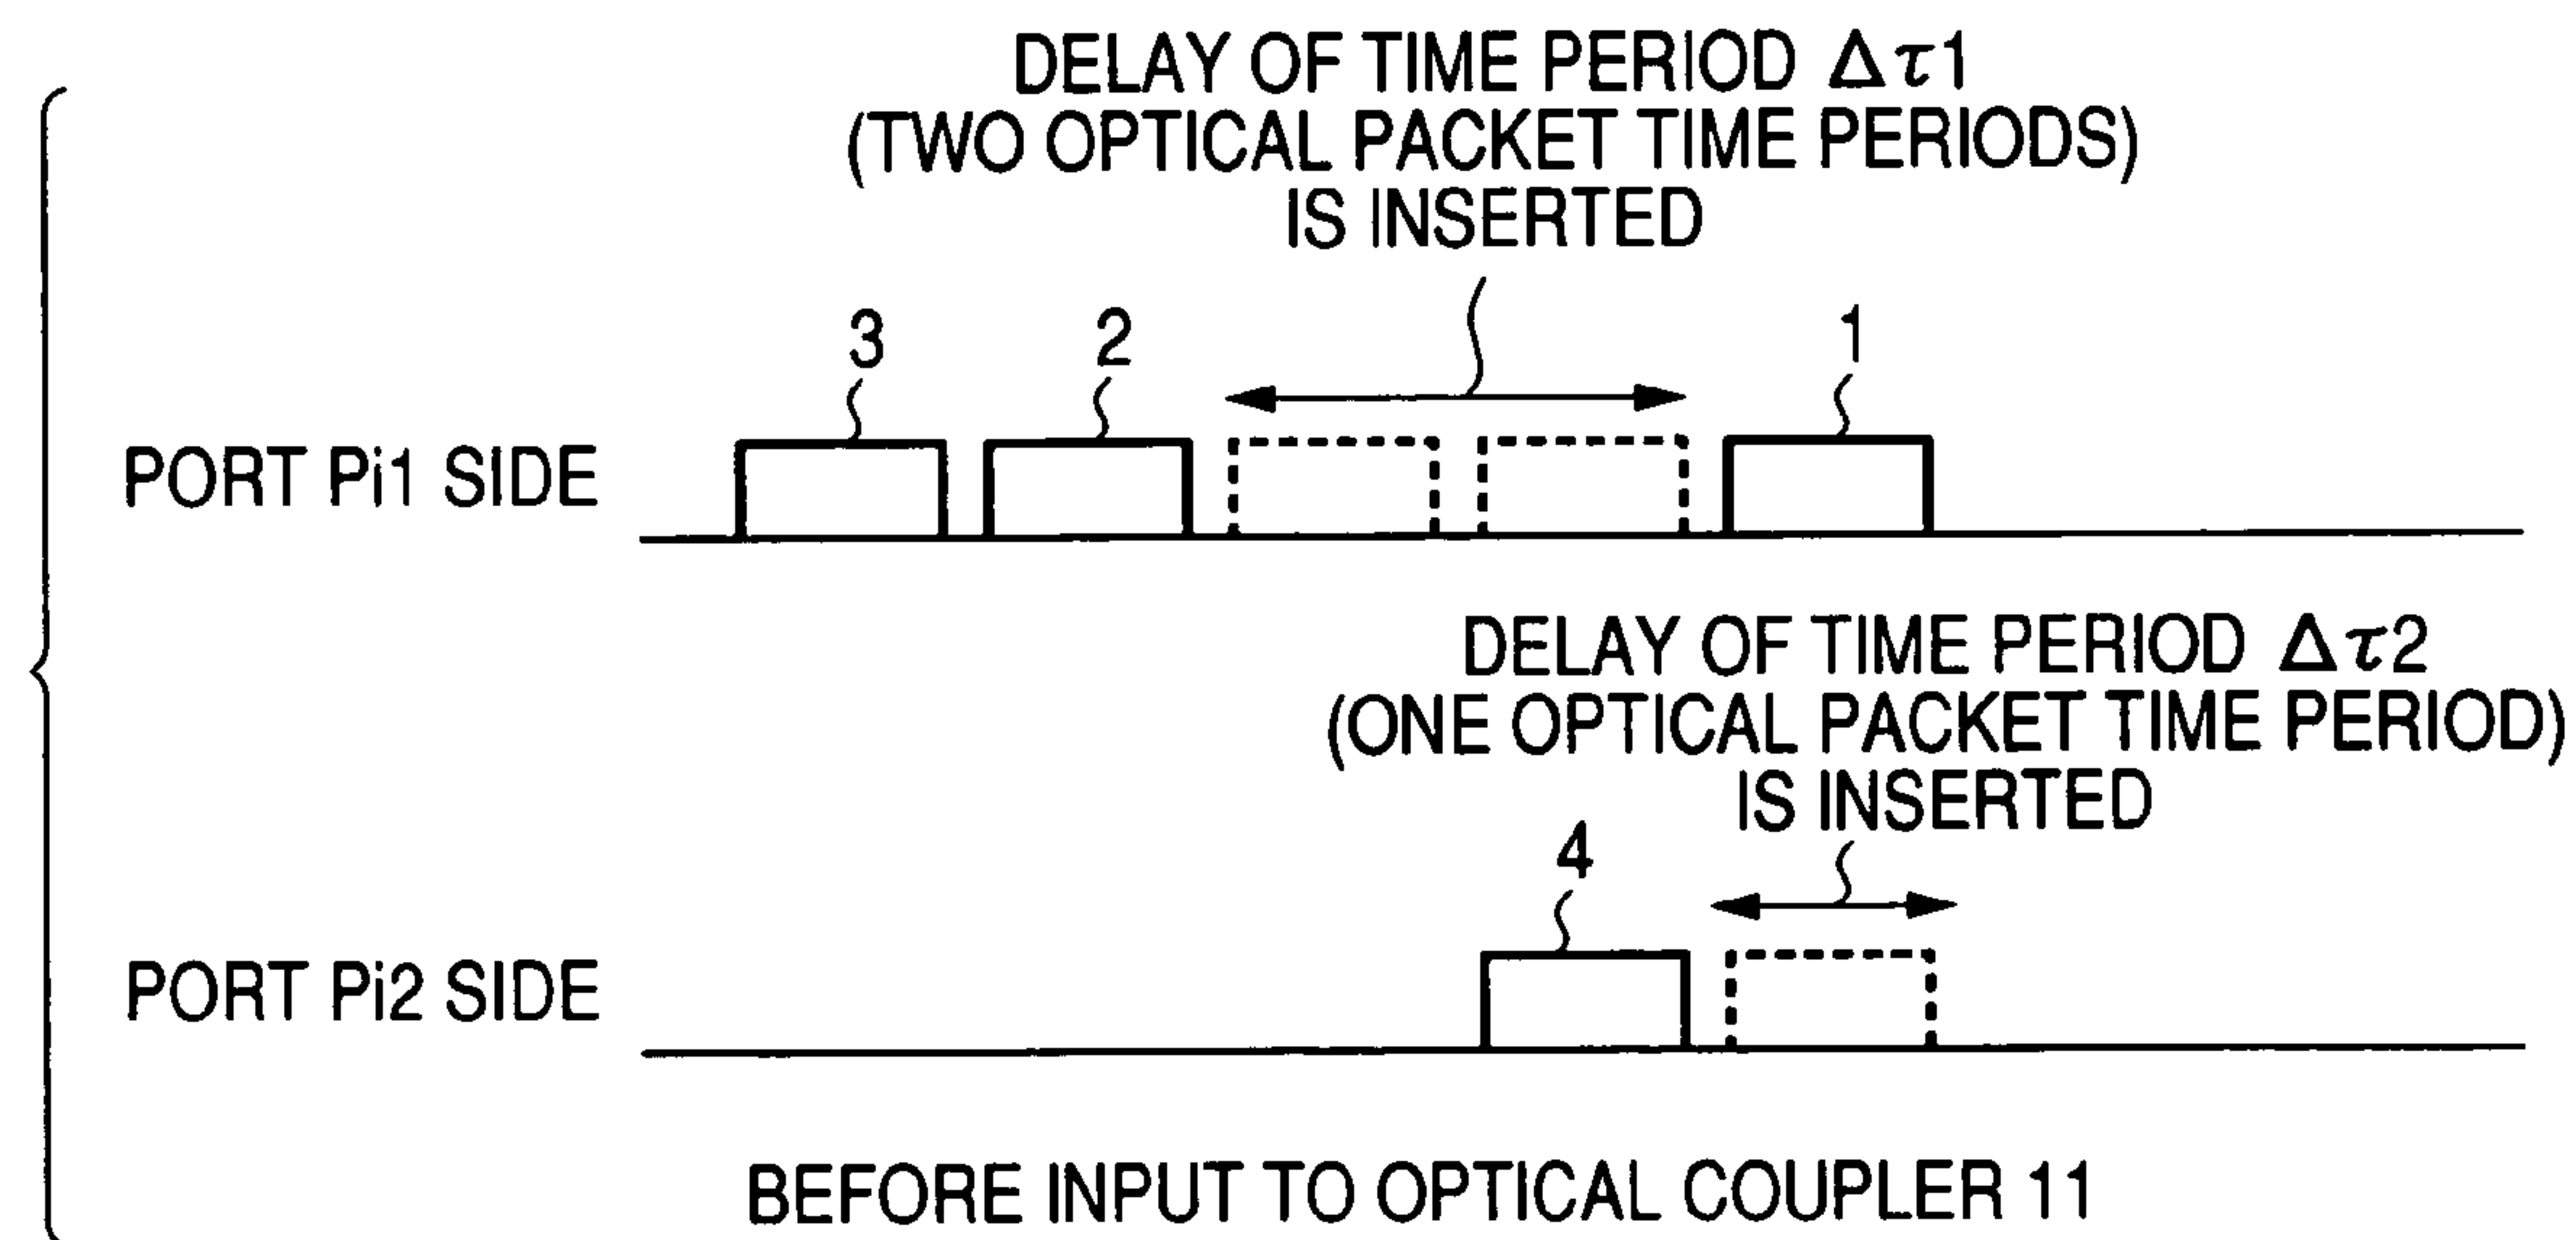 DELAY OF TIME PERIOD Δτ1
(TWO OPTICAL PACKET TIME PERIODS)
IS INSERTED
3 2 1
PORT Pi1 SIDE
DELAY OF TIME PERIOD Δτ2
(ONE OPTICAL PACKET TIME PERIOD)
IS INSERTED
4
PORT Pi2 SIDE
BEFORE INPUT TO OPTICAL COUPLER 11